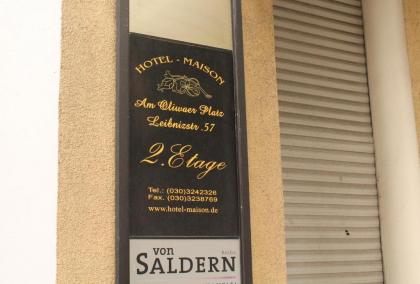 HOTEL - MAISON
Am Olivaer Platz
Leibnizstr. 57
2. Etage
Tel.: (030)3242326
Fax. (030)3238769
www.hotel-maison.de
von
SALDERN